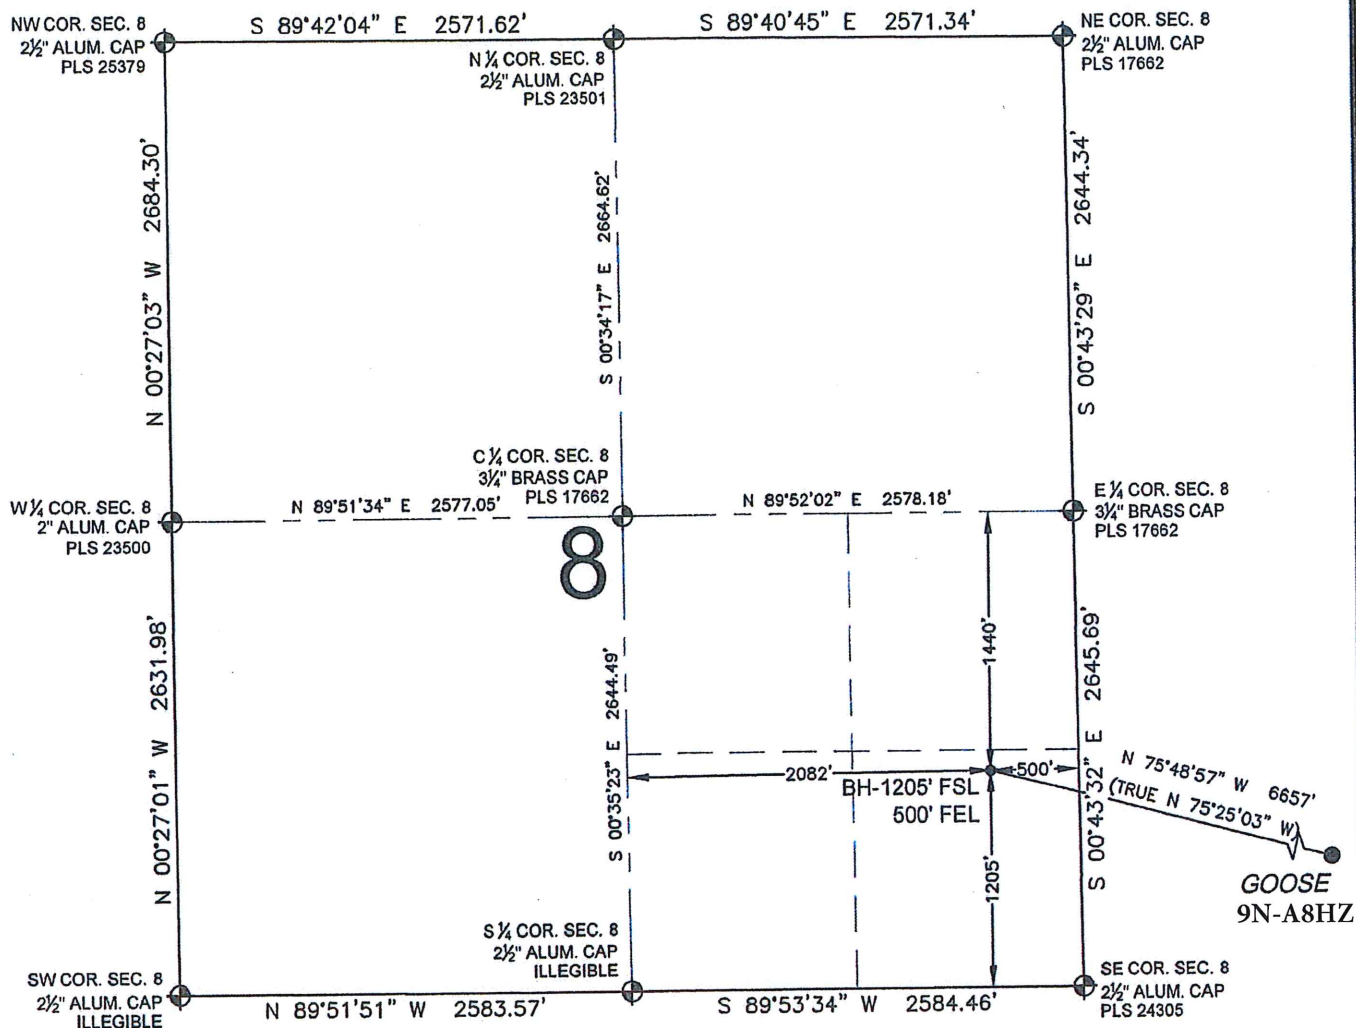 NW COR. SEC. 8
2½" ALUM. CAP
PLS 25379
S 89°42'04" E 2571.62'
N ¼ COR. SEC. 8
2½" ALUM. CAP
PLS 23501
S 89°40'45" E 2571.34'
NE COR. SEC. 8
2½" ALUM. CAP
PLS 17662
N 00°27'03" W 2684.30'
S 00°34'17" E 2664.62'
S 00°43'29" E 2644.34'
W ¼ COR. SEC. 8
2" ALUM. CAP
PLS 23500
N 89°51'34" E 2577.05'
C ¼ COR. SEC. 8
3¼" BRASS CAP
PLS 17662
N 89°52'02" E 2578.18'
E ¼ COR. SEC. 8
3¼" BRASS CAP
PLS 17662
8
N 00°27'01" W 2631.98'
S 00°35'23" E 2644.49'
1440'
S 00°43'32" E 2645.69'
2082'
500'
BH-1205' FSL
500' FEL
1205'
N 75°48'57" W 6657'
(TRUE N 75°25'03" W)
GOOSE
9N-A8HZ
SW COR. SEC. 8
2½" ALUM. CAP
ILLEGIBLE
N 89°51'51" W 2583.57'
S ¼ COR. SEC. 8
2½" ALUM. CAP
ILLEGIBLE
S 89°53'34" W 2584.46'
SE COR. SEC. 8
2½" ALUM. CAP
PLS 24305